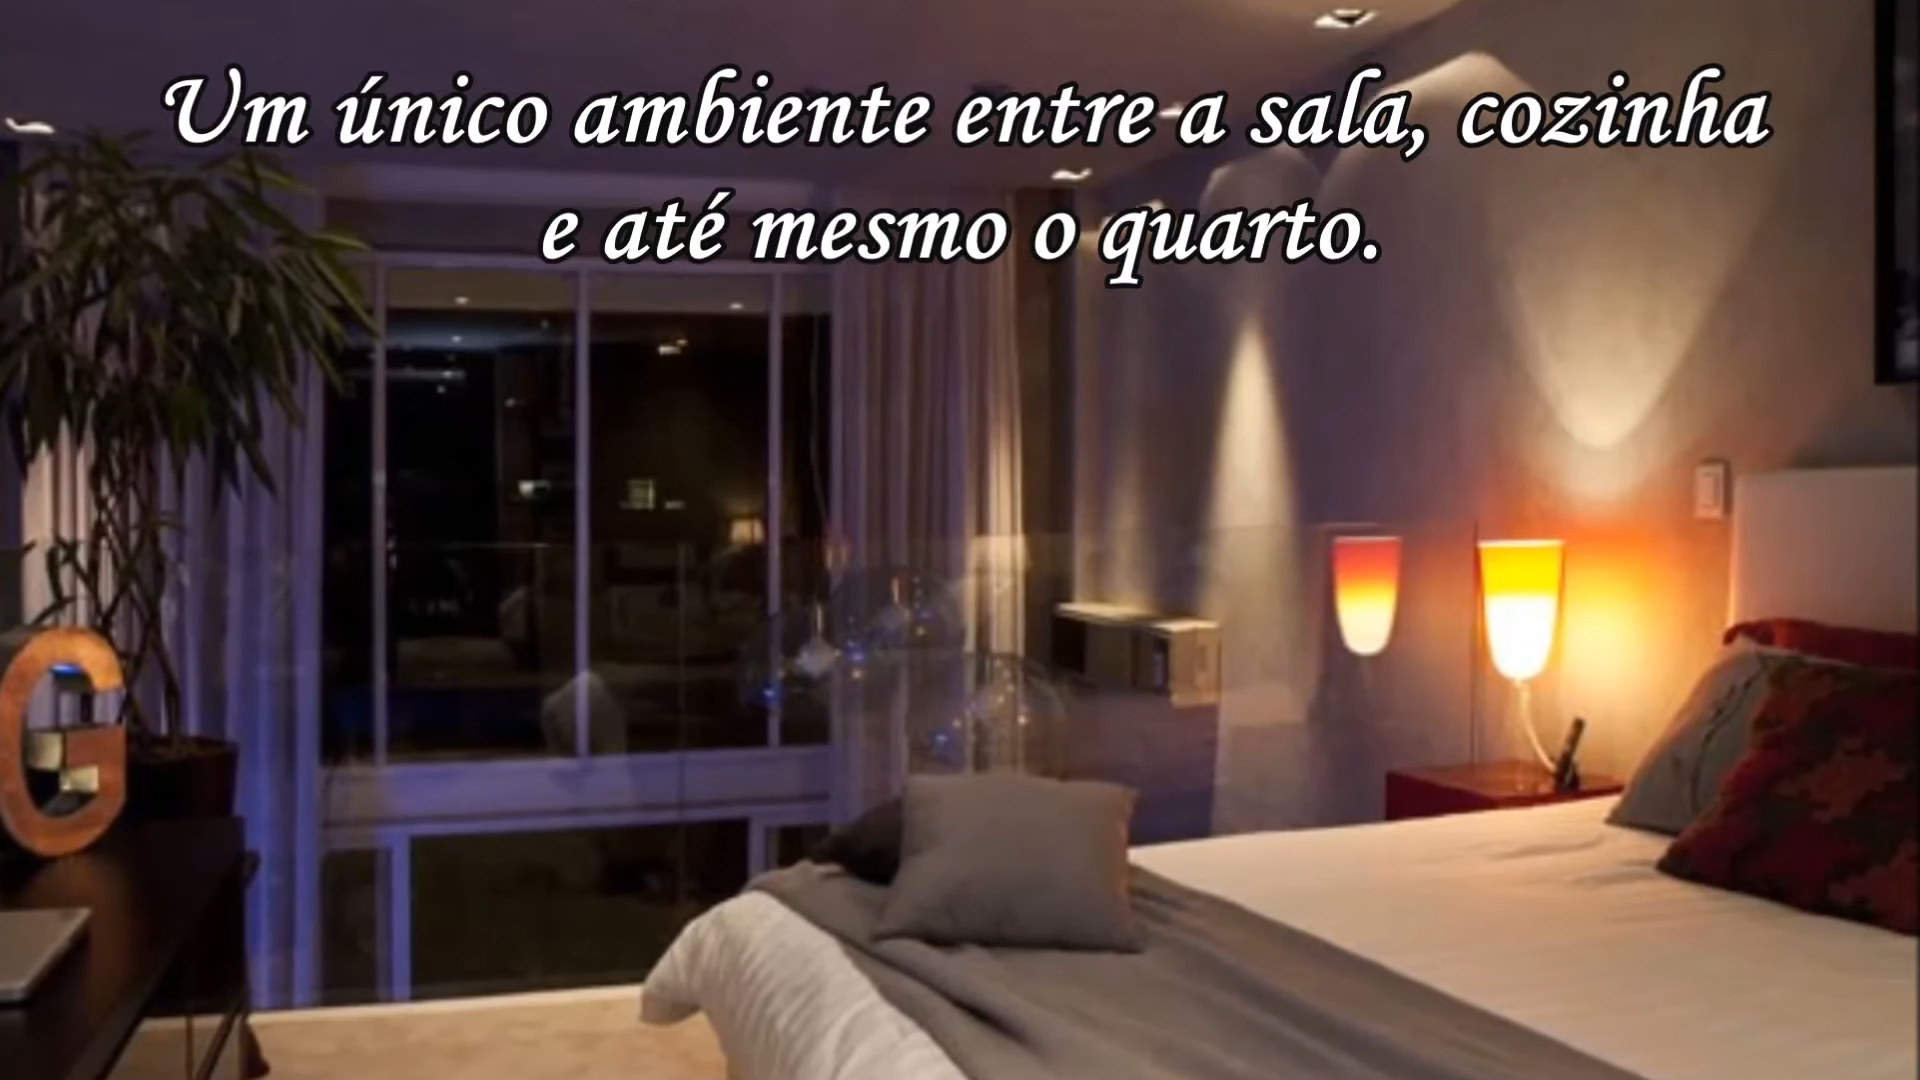 Um único ambiente entre a sala, cozinha
e até mesmo o quarto.
G